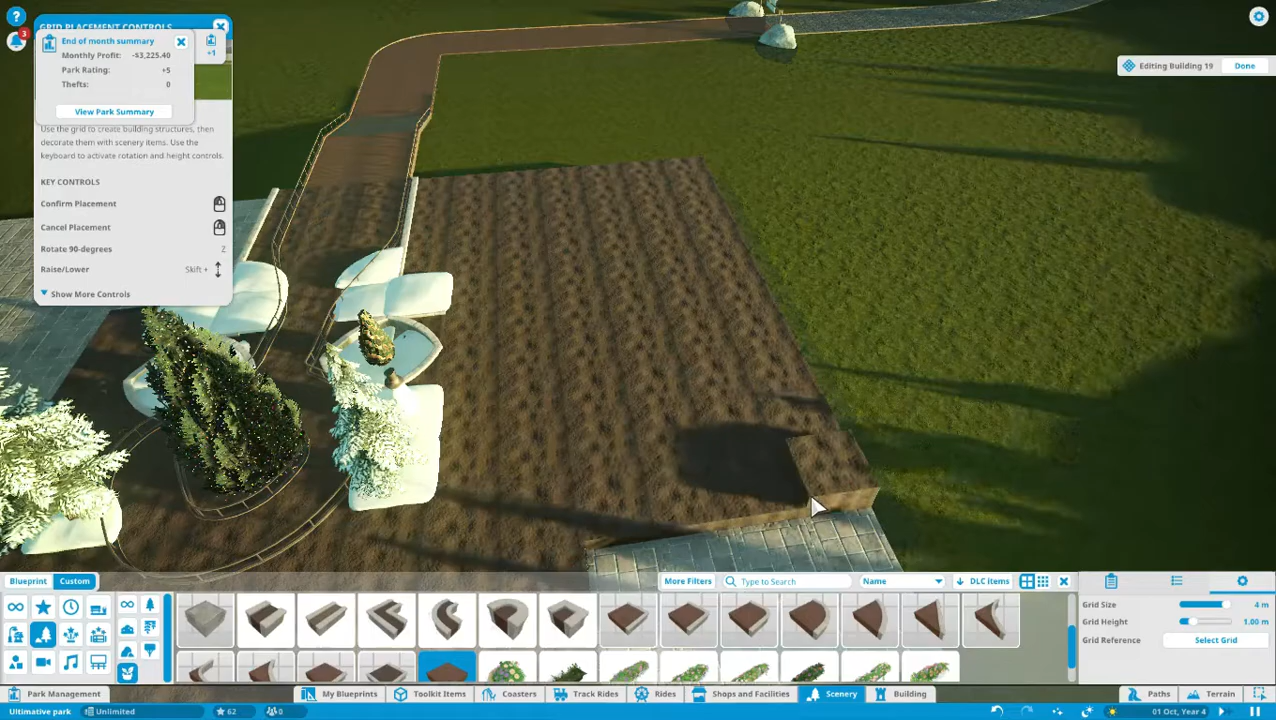 GRID PLACEMENT CONTROLS
3
End of month summary
Monthly Profit: -$3,225.40
Park Rating: +5
Thefts: 0
View Park Summary
+1
Use the grid to create building structures, then
decorate them with scenery items. Use the
keyboard to activate rotation and height controls.
KEY CONTROLS
Confirm Placement
Cancel Placement
Rotate 90-degrees 2
Raise/Lower Skift +
Show More Controls
Editing Building 19 Done
Blueprint Custom
More Filters Type to Search Name DLC items
Grid Size 4 m
Grid Height 1.00 m
Grid Reference Select Grid
Park Management My Blueprints Toolkit Items Coasters Track Rides Rides Shops and Facilities Scenery Building Paths Terrain
Ultimative park Unlimited 62 0 01 Oct, Year 4